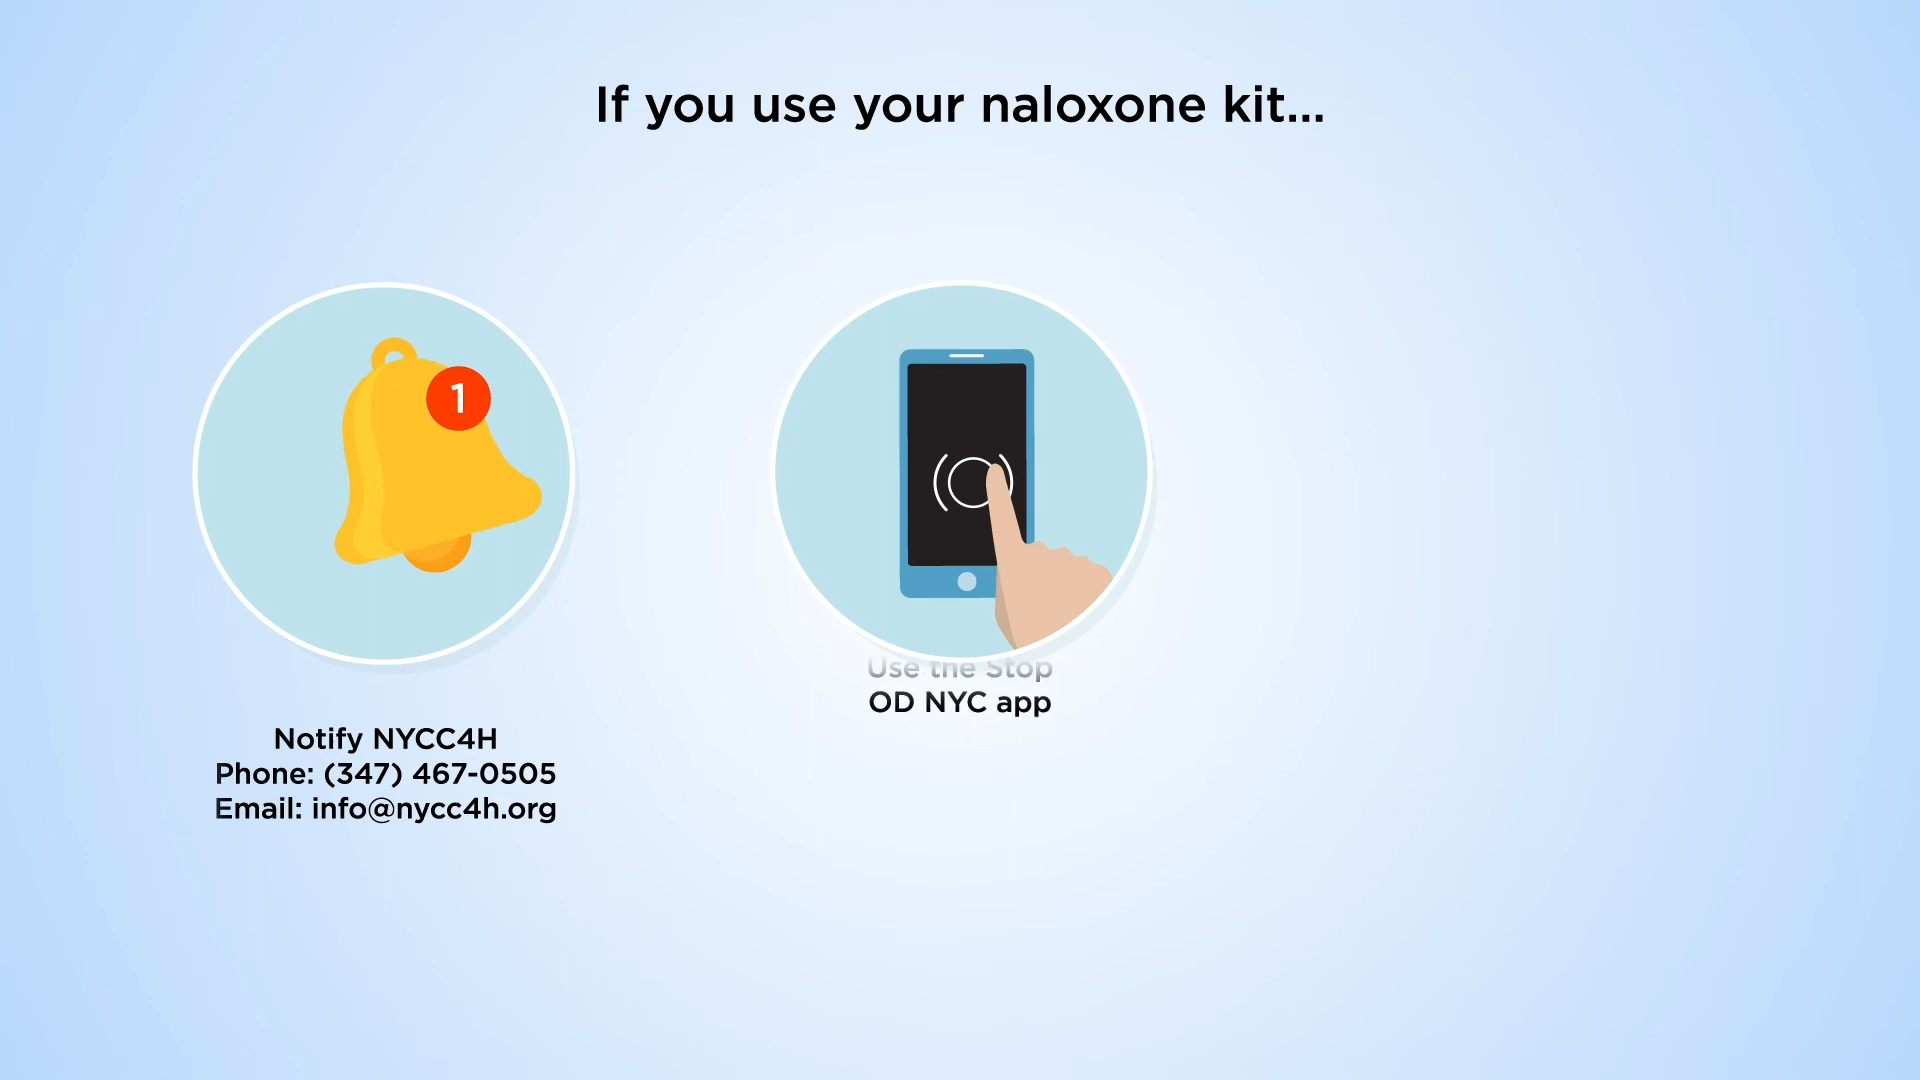 If you use your naloxone kit...
1
Notify NYCC4H
Phone: (347) 467-0505
Email: info@nycc4h.org
Use the Stop
OD NYC app